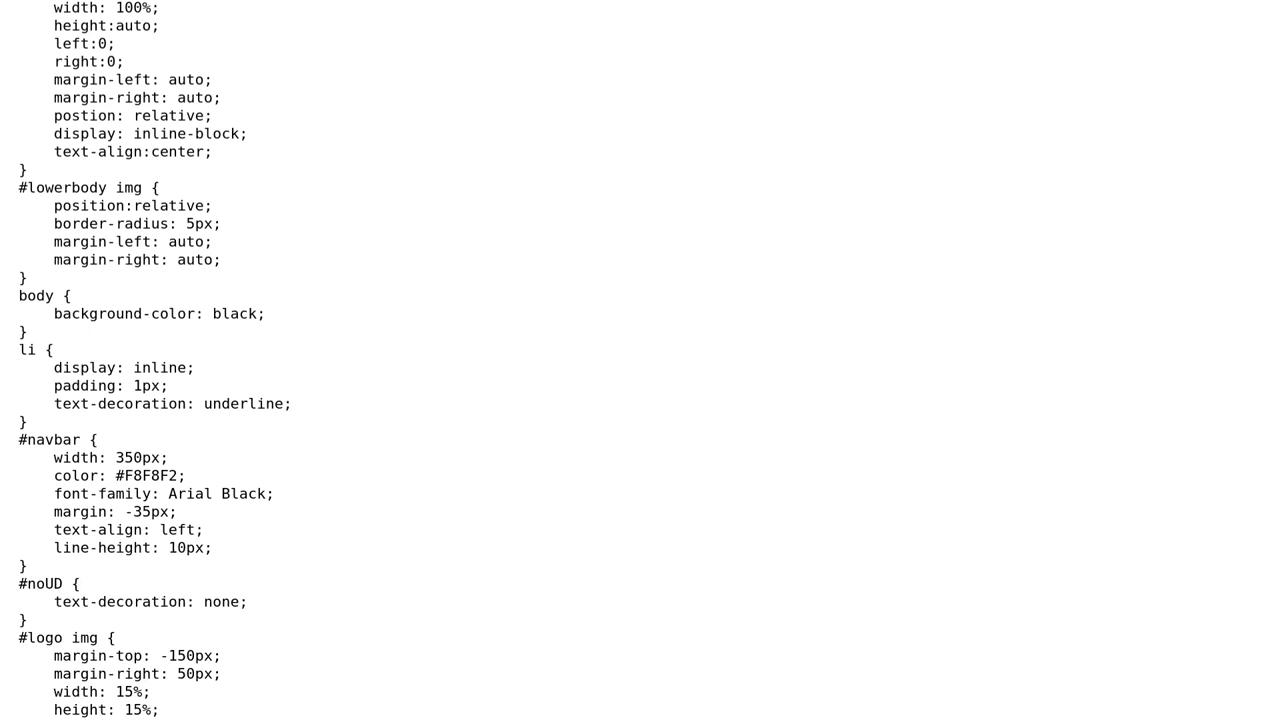 width: 100%;
    height:auto;
    left:0;
    right:0;
    margin-left: auto;
    margin-right: auto;
    postion: relative;
    display: inline-block;
    text-align:center;
}
#lowerbody img {
    position:relative;
    border-radius: 5px;
    margin-left: auto;
    margin-right: auto;
}
body {
    background-color: black;
}
li {
    display: inline;
    padding: 1px;
    text-decoration: underline;
}
#navbar {
    width: 350px;
    color: #F8F8F2;
    font-family: Arial Black;
    margin: -35px;
    text-align: left;
    line-height: 10px;
}
#noUD {
    text-decoration: none;
}
#logo img {
    margin-top: -150px;
    margin-right: 50px;
    width: 15%;
    height: 15%;